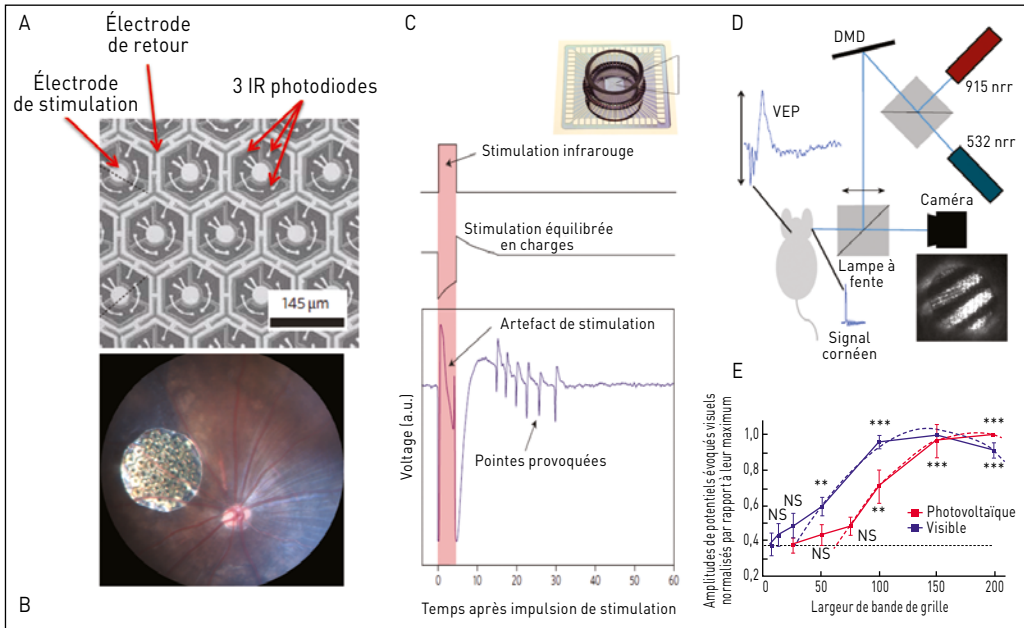 A
Électrode
de retour
Électrode
de stimulation
3 IR photodiodes
145 µm
B
C
Stimulation infrarouge
Stimulation équilibrée
en charges
Artefact de stimulation
Pointes provoquées
Voltage (a.u.)
0 10 20 30 40 50 60
Temps après impulsion de stimulation
D
DMD
915 nrr
532 nrr
VEP
Caméra
Lampe à
fente
Signal
cornéen
E
Amplitudes de potentiels évoqués visuels
normalisés par rapport à leur maximum
1,0
0,8
0,6
0,4
0,2
NS
NS
**
***
NS
NS
**
***
***
***
Photovoltaïque
Visible
0 50 100 150 200
Largeur de bande de grille